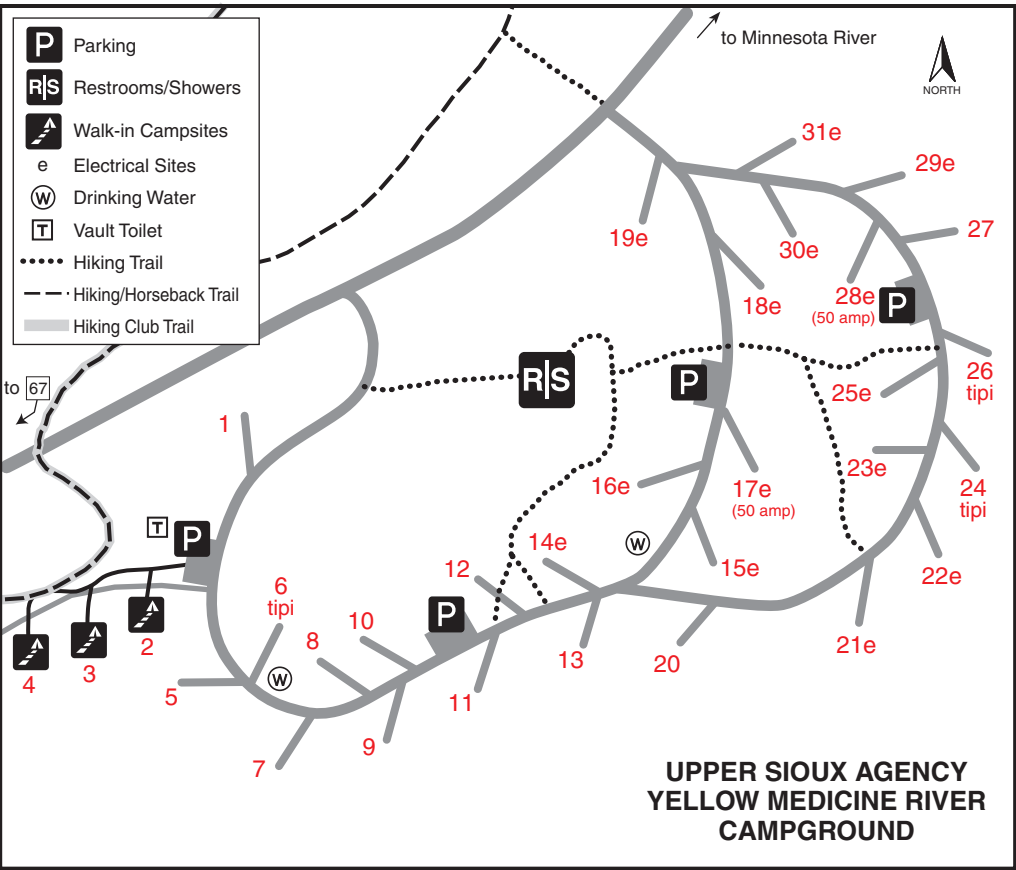 P Parking
R|S Restrooms/Showers
Walk-in Campsites
e Electrical Sites
W Drinking Water
T Vault Toilet
Hiking Trail
Hiking/Horseback Trail
Hiking Club Trail
to Minnesota River
NORTH
to 67
31e
29e
19e
30e
27
18e
28e
(50 amp)
P
26
tipi
R|S
P
25e
1
16e
17e
(50 amp)
23e
24
tipi
T
P
W
14e
15e
12
22e
6
tipi
10
P
8
2
3
4
5
W
13
20
21e
11
9
7
UPPER SIOUX AGENCY
YELLOW MEDICINE RIVER
CAMPGROUND